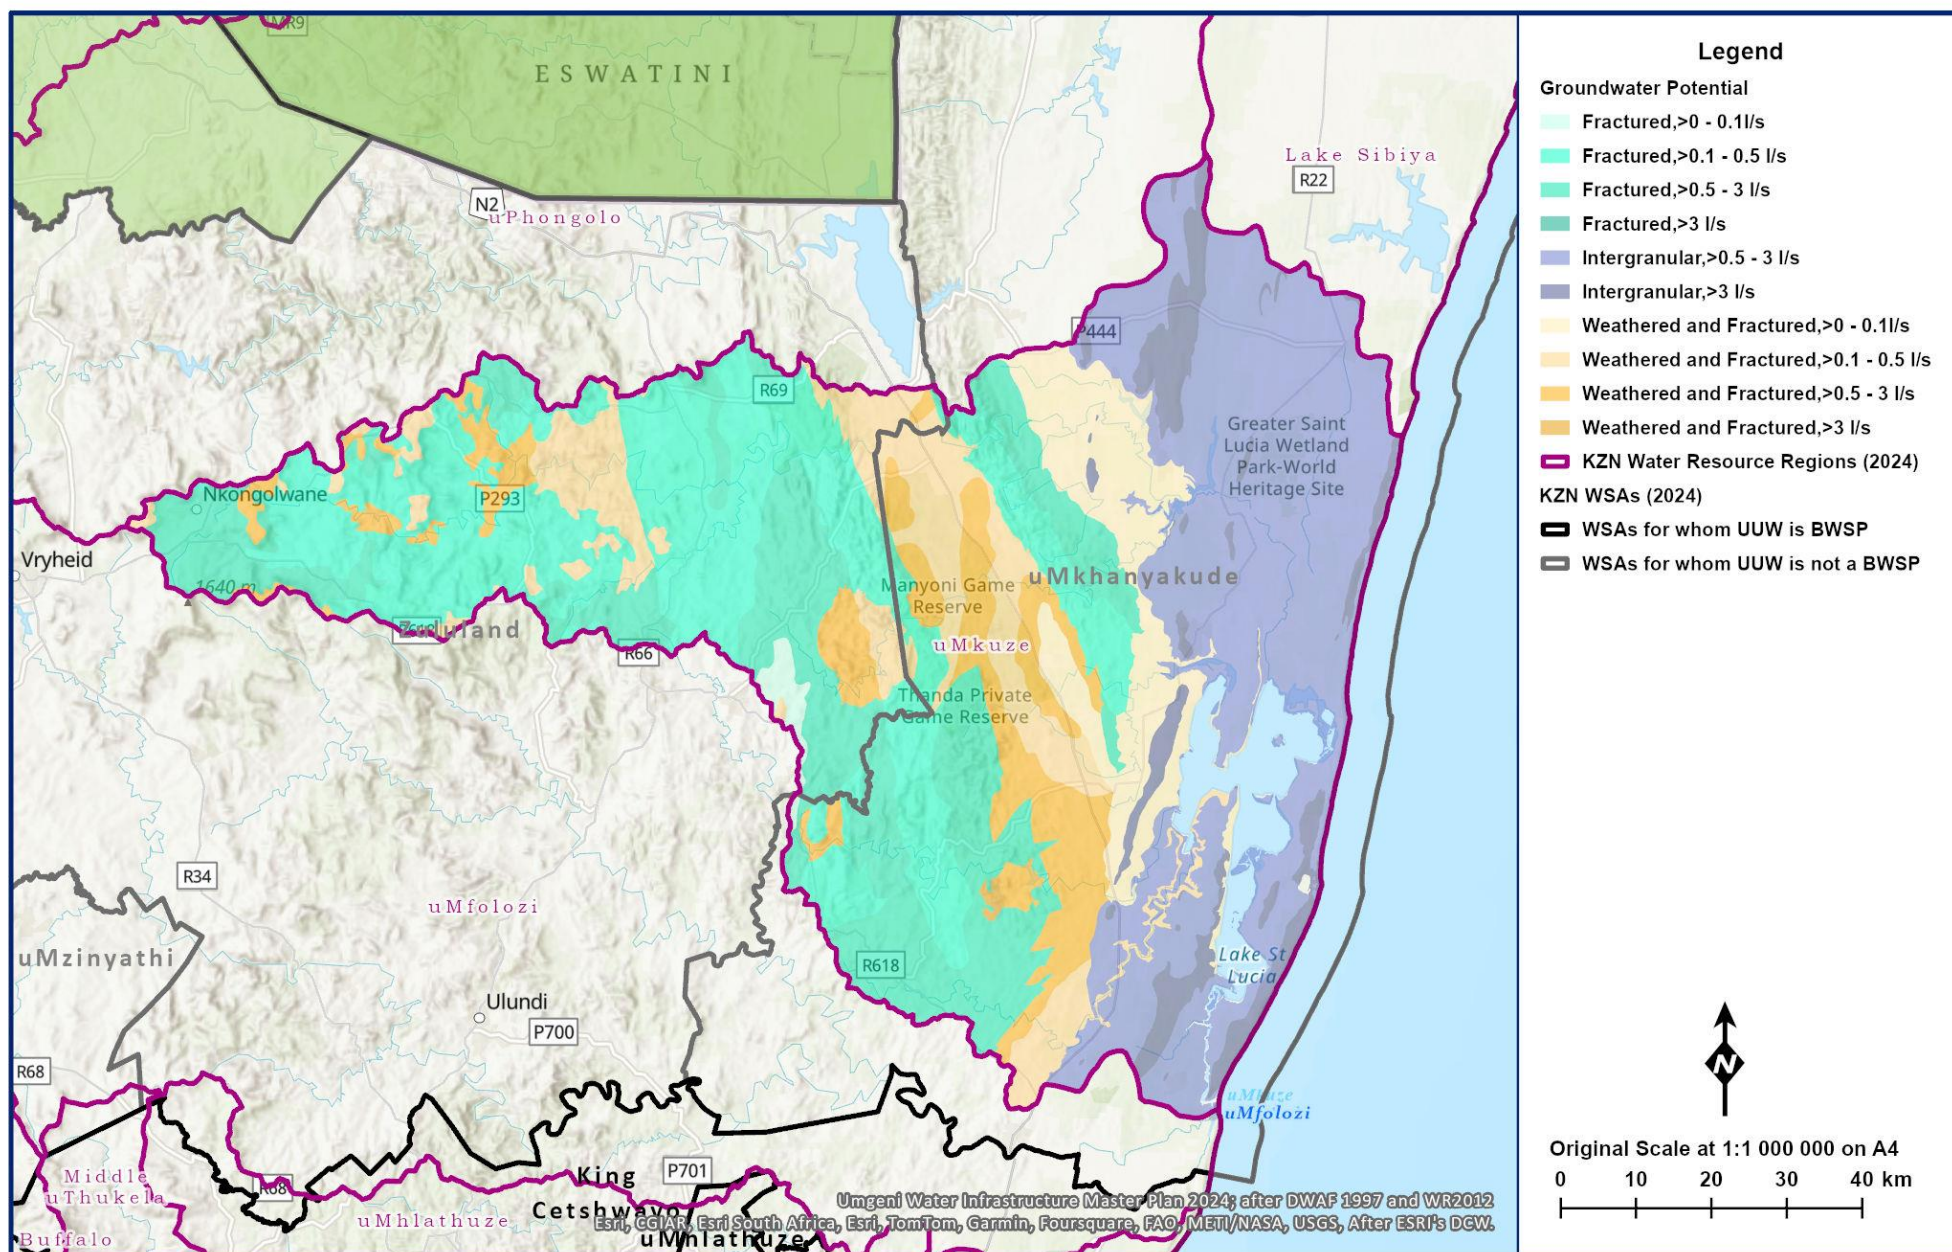 MR9
ESWATINI
Lake Sibiya
R22
N2
uPhongolo
P444
R69
Greater Saint
Lucia Wetland
Park-World
Heritage Site
Nkongolwane
P293
Vryheid
1640 m
Manyoni Game
Reserve
uMkhanyakude
Zululand
R66
uMkuze
Thanda Private
Game Reserve
R34
uMfolozi
uMzinyathi
R618
Lake St
Lucia
Ulundi
P700
R68
uMkuze
uMfolozi
Middle
uThukela
R68
King
Cetshwayo
P701
uMhlathuze
uMhlathuze
Buffalo
Umgeni Water Infrastructure Master Plan 2024; after DWAF 1997 and WR2012
Esri, CGIAR, Esri South Africa, Esri, TomTom, Garmin, Foursquare, FAO, METI/NASA, USGS, After ESRI's DCW.
Legend
Groundwater Potential
Fractured,>0 - 0.1l/s
Fractured,>0.1 - 0.5 l/s
Fractured,>0.5 - 3 l/s
Fractured,>3 l/s
Intergranular,>0.5 - 3 l/s
Intergranular,>3 l/s
Weathered and Fractured,>0 - 0.1l/s
Weathered and Fractured,>0.1 - 0.5 l/s
Weathered and Fractured,>0.5 - 3 l/s
Weathered and Fractured,>3 l/s
KZN Water Resource Regions (2024)
KZN WSAs (2024)
WSAs for whom UUW is BWSP
WSAs for whom UUW is not a BWSP
N
Original Scale at 1:1 000 000 on A4
0 10 20 30 40 km